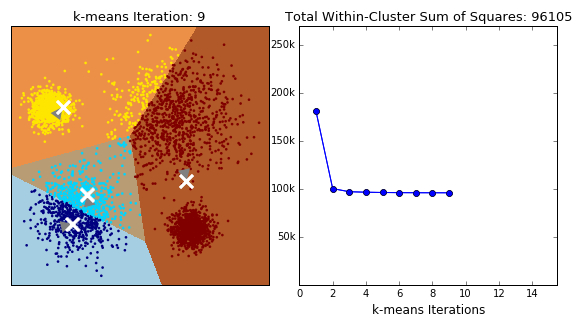 k-means Iteration: 9
Total Within-Cluster Sum of Squares: 96105
250k
200k
150k
100k
50k
0 2 4 6 8 10 12 14
k-means Iterations